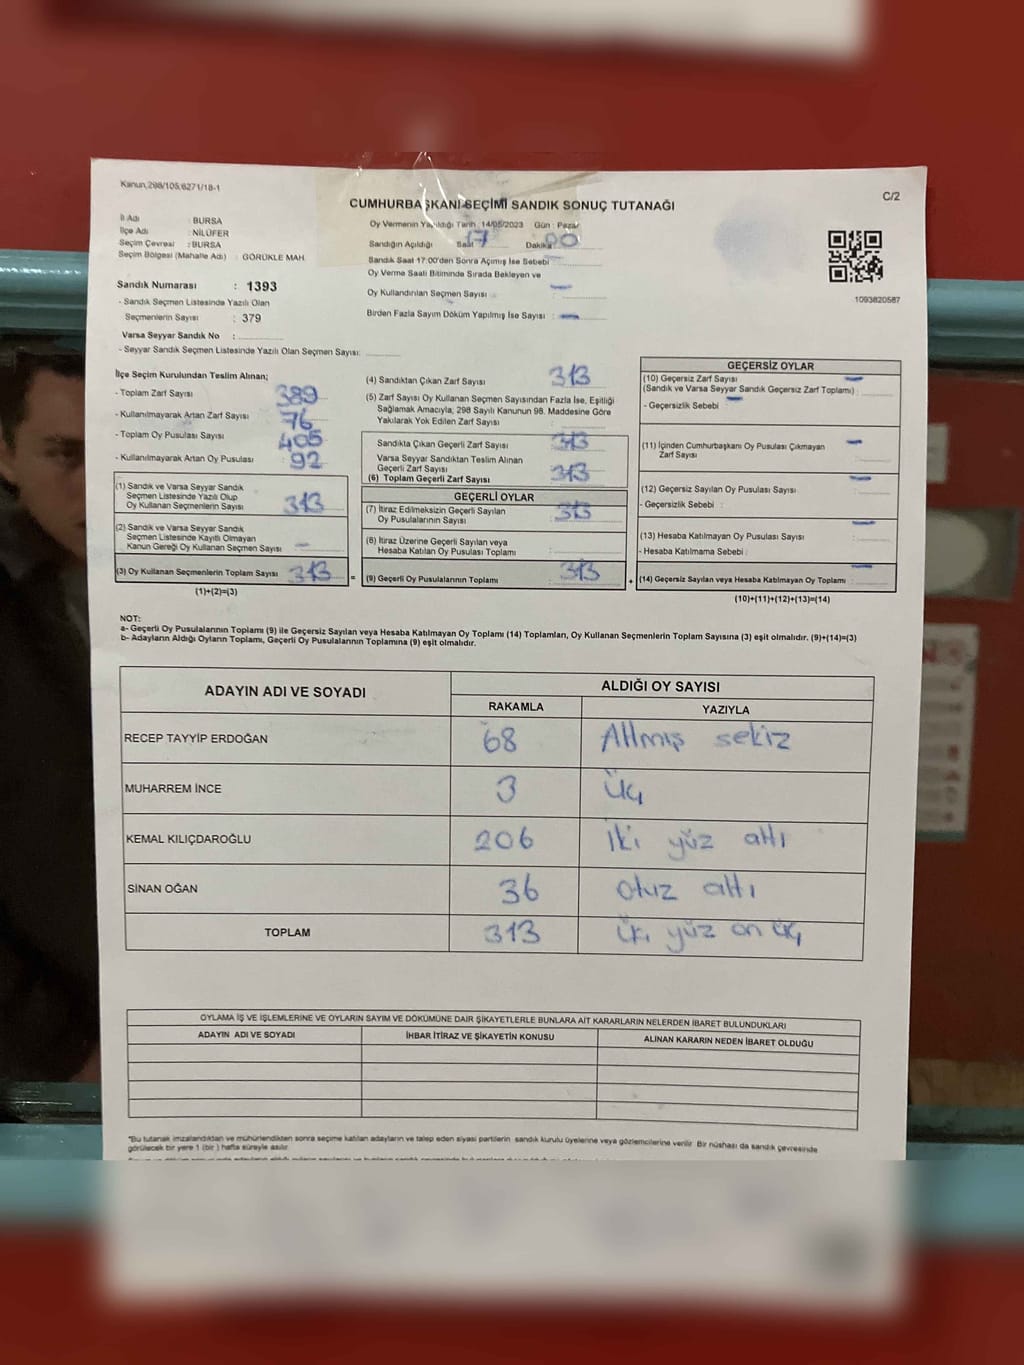 Kanun,298/105,6271/18-1
C/2
CUMHURBAŞKANI SEÇİMİ SANDIK SONUÇ TUTANAĞI
İl Adı : BURSA
İlçe Adı : NİLÜFER
Seçim Çevresi : BURSA
Seçim Bölgesi (Mahalle Adı) : GÖRÜKLE MAH.
Oy Vermenin Yapıldığı Tarih : 14/05/2023 Gün : Pazar
Sandığın Açıldığı Saat 17 Dakika 00
Sandık Saat 17:00'den Sonra Açımış İse Sebebi
Oy Verme Saati Bitiminde Sırada Bekleyen ve
Oy Kullandırılan Seçmen Sayısı : —
Birden Fazla Sayım Döküm Yapılmış İse Sayısı : —
1093820587
Sandık Numarası : 1393
- Sandık Seçmen Listesinde Yazılı Olan
Seçmenlerin Sayısı : 379
Varsa Seyyar Sandık No :
- Seyyar Sandık Seçmen Listesinde Yazılı Olan Seçmen Sayısı:
İlçe Seçim Kurulundan Teslim Alınan;
- Toplam Zarf Sayısı : 389
- Kullanılmayarak Artan Zarf Sayısı : 76
- Toplam Oy Pusulası Sayısı : 405
- Kullanılmayarak Artan Oy Pusulası : 92
(1) Sandık ve Varsa Seyyar Sandık
Seçmen Listesinde Yazılı Olup
Oy Kullanan Seçmenlerin Sayısı : 313
(2) Sandık ve Varsa Seyyar Sandık
Seçmen Listesinde Kayıtlı Olmayan
Kanun Gereği Oy Kullanan Seçmen Sayısı : —
(3) Oy Kullanan Seçmenlerin Toplam Sayısı : 313 =
(1)+(2)=(3)
(4) Sandıktan Çıkan Zarf Sayısı : 313
(5) Zarf Sayısı Oy Kullanan Seçmen Sayısından Fazla İse, Eşitliği
Sağlamak Amacıyla, 298 Sayılı Kanunun 98. Maddesine Göre
Yakılarak Yok Edilen Zarf Sayısı :
Sandıkta Çıkan Geçerli Zarf Sayısı : 313
Varsa Seyyar Sandıktan Teslim Alınan
Geçerli Zarf Sayısı
(6) Toplam Geçerli Zarf Sayısı : 313
GEÇERLİ OYLAR
(7) İtiraz Edilmeksizin Geçerli Sayılan
Oy Pusulalarının Sayısı : 313
(8) İtiraz Üzerine Geçerli Sayılan veya
Hesaba Katılan Oy Pusulası Toplamı :
(9) Geçerli Oy Pusulalarının Toplamı : 313 +
GEÇERSİZ OYLAR
(10) Geçersiz Zarf Sayısı : —
(Sandık ve Varsa Seyyar Sandık Geçersiz Zarf Toplamı)
- Geçersizlik Sebebi : —
(11) İçinden Cumhurbaşkanı Oy Pusulası Çıkmayan
Zarf Sayısı : —
(12) Geçersiz Sayılan Oy Pusulası Sayısı : —
- Geçersizlik Sebebi :
(13) Hesaba Katılmayan Oy Pusulası Sayısı : —
- Hesaba Katılmama Sebebi :
(14) Geçersiz Sayılan veya Hesaba Katılmayan Oy Toplamı : —
(10)+(11)+(12)+(13)=(14)
NOT:
a- Geçerli Oy Pusulalarının Toplamı (9) ile Geçersiz Sayılan veya Hesaba Katılmayan Oy Toplamı (14) Toplamları, Oy Kullanan Seçmenlerin Toplam Sayısına (3) eşit olmalıdır. (9)+(14)=(3)
b- Adayların Aldığı Oyların Toplamı, Geçerli Oy Pusulalarının Toplamına (9) eşit olmalıdır.
ADAYIN ADI VE SOYADI
ALDIĞI OY SAYISI
RAKAMLA YAZIYLA
RECEP TAYYİP ERDOĞAN 68 Altmış sekiz
MUHARREM İNCE 3 Üç
KEMAL KILIÇDAROĞLU 206 İki yüz altı
SİNAN OĞAN 36 otuz altı
TOPLAM 313 yüz on üç
OYLAMA İŞ VE İŞLEMLERİNE VE OYLARIN SAYIM VE DÖKÜMÜNE DAİR ŞİKAYETLERLE BUNLARA AİT KARARLARIN NELERDEN İBARET BULUNDUKLARI
ADAYIN ADI VE SOYADI İHBAR İTİRAZ VE ŞİKAYETİN KONUSU ALINAN KARARIN NEDEN İBARET OLDUĞU
*Bu tutanak imzalandıktan ve mühürlendikten sonra seçime katılan adayların ve talep eden siyasi partilerin sandık kurulu üyelerine veya gözlemcilerine verilir. Bir nüshası da sandık çevresinde
görülecek bir yere 1 (bir) hafta süreyle asılır.